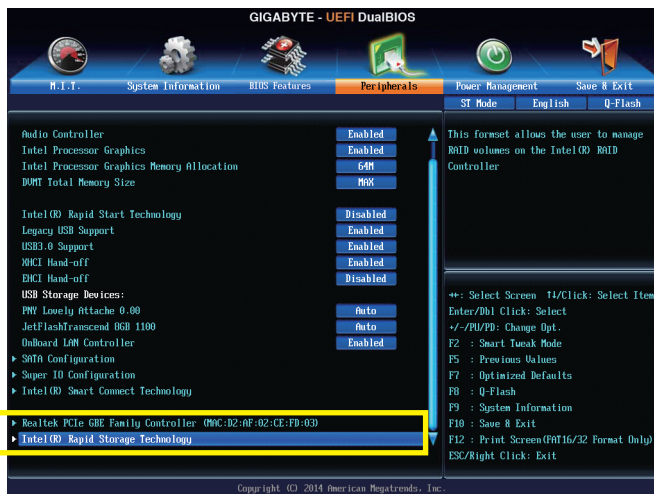 GIGABYTE - UEFI DualBIOS
M.I.T. System Information BIOS Features Peripherals Power Management Save & Exit
ST Mode English Q-Flash
Audio Controller Enabled
Intel Processor Graphics Enabled
Intel Processor Graphics Memory Allocation 64M
DVMT Total Memory Size MAX
Intel(R) Rapid Start Technology Disabled
Legacy USB Support Enabled
USB3.0 Support Enabled
XHCI Hand-off Enabled
EHCI Hand-off Disabled
USB Storage Devices:
PNY Lovely Attache 0.00 Auto
JetFlashTranscend 8GB 1100 Auto
OnBoard LAN Controller Enabled
SATA Configuration
Super IO Configuration
Intel(R) Smart Connect Technology
Realtek PCIe GBE Family Controller (MAC:D2:AF:02:CE:FD:03)
Intel(R) Rapid Storage Technology
This formset allows the user to manage
RAID volumes on the Intel(R) RAID
Controller
↔: Select Screen ↑↓/Click: Select Item
Enter/Dbl Click: Select
+/-/PU/PD: Change Opt.
F2 : Smart Tweak Mode
F5 : Previous Values
F7 : Optimized Defaults
F8 : Q-Flash
F9 : System Information
F10 : Save & Exit
F12 : Print Screen(FAT16/32 Format Only)
ESC/Right Click: Exit
Copyright (C) 2014 American Megatrends, Inc.